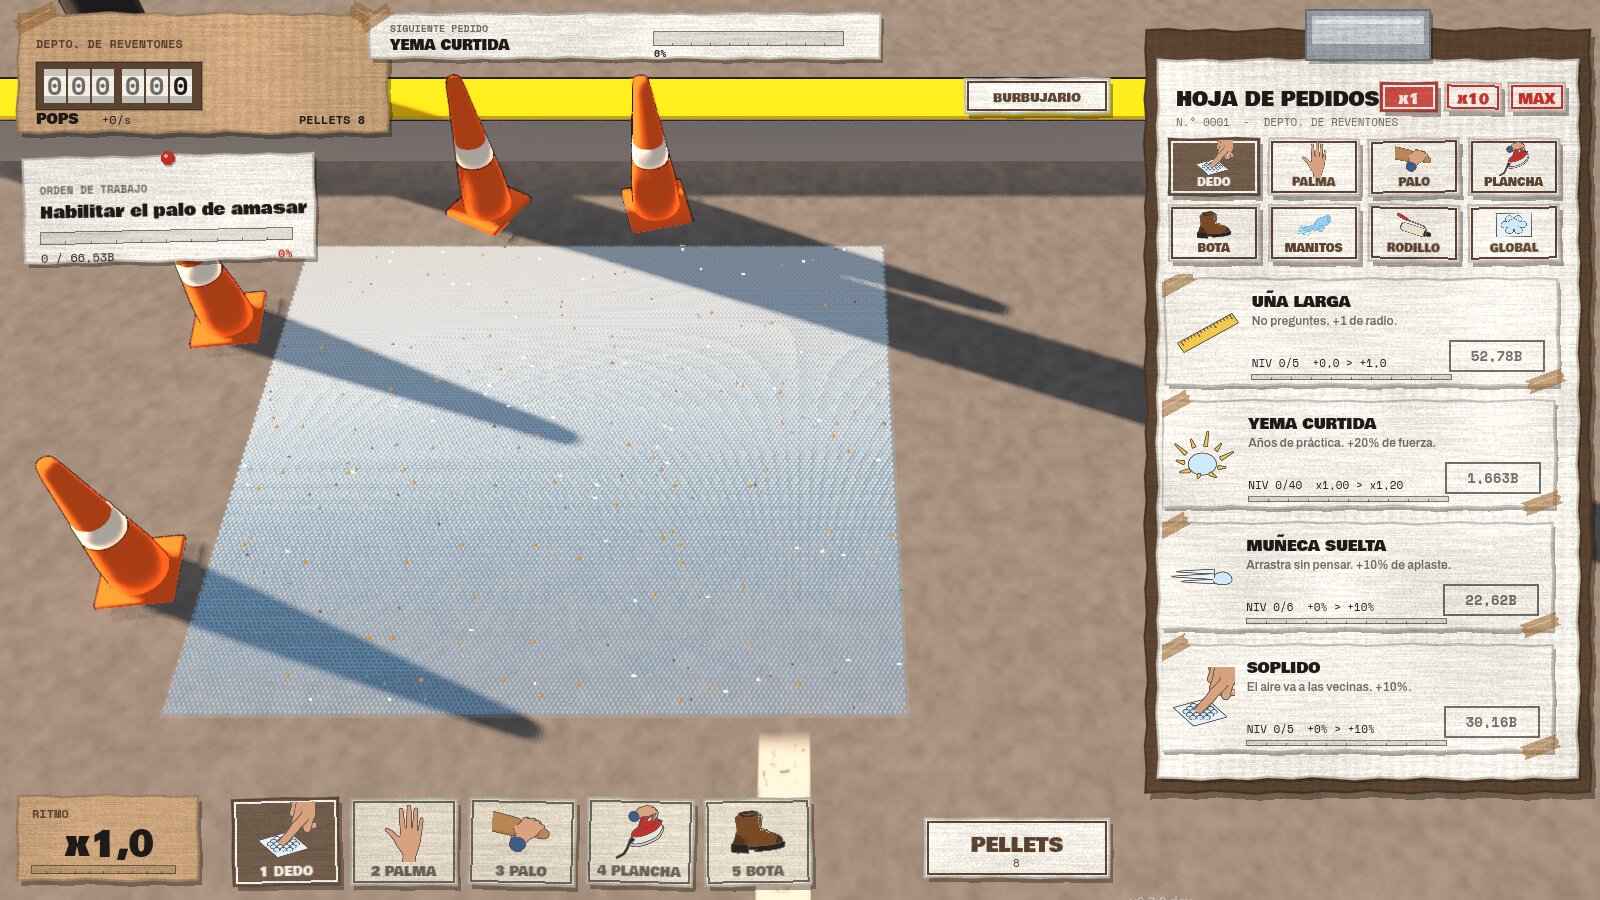 DEPTO. DE REVENTONES
000 000 0
POPS +0/s PELLETS 8
SIGUIENTE PEDIDO
YEMA CURTIDA
0%
BURBUJARIO
ORDEN DE TRABAJO
Habilitar el palo de amasar
0 / 66,53B 0%
HOJA DE PEDIDOS x1 x10 MAX
N.° 0001 - DEPTO. DE REVENTONES
DEDO PALMA PALO PLANCHA
BOTA MANITOS RODILLO GLOBAL
UÑA LARGA
No preguntes. +1 de radio.
NIV 0/5 +0,0 > +1,0 52,78B
YEMA CURTIDA
Años de práctica. +20% de fuerza.
NIV 0/40 x1,00 > x1,20 1,663B
MUÑECA SUELTA
Arrastra sin pensar. +10% de aplaste.
NIV 0/6 +0% > +10% 22,62B
SOPLIDO
El aire va a las vecinas. +10%.
NIV 0/5 +0% > +10% 30,16B
RITMO
x1,0
1 DEDO 2 PALMA 3 PALO 4 PLANCHA 5 BOTA
PELLETS
8